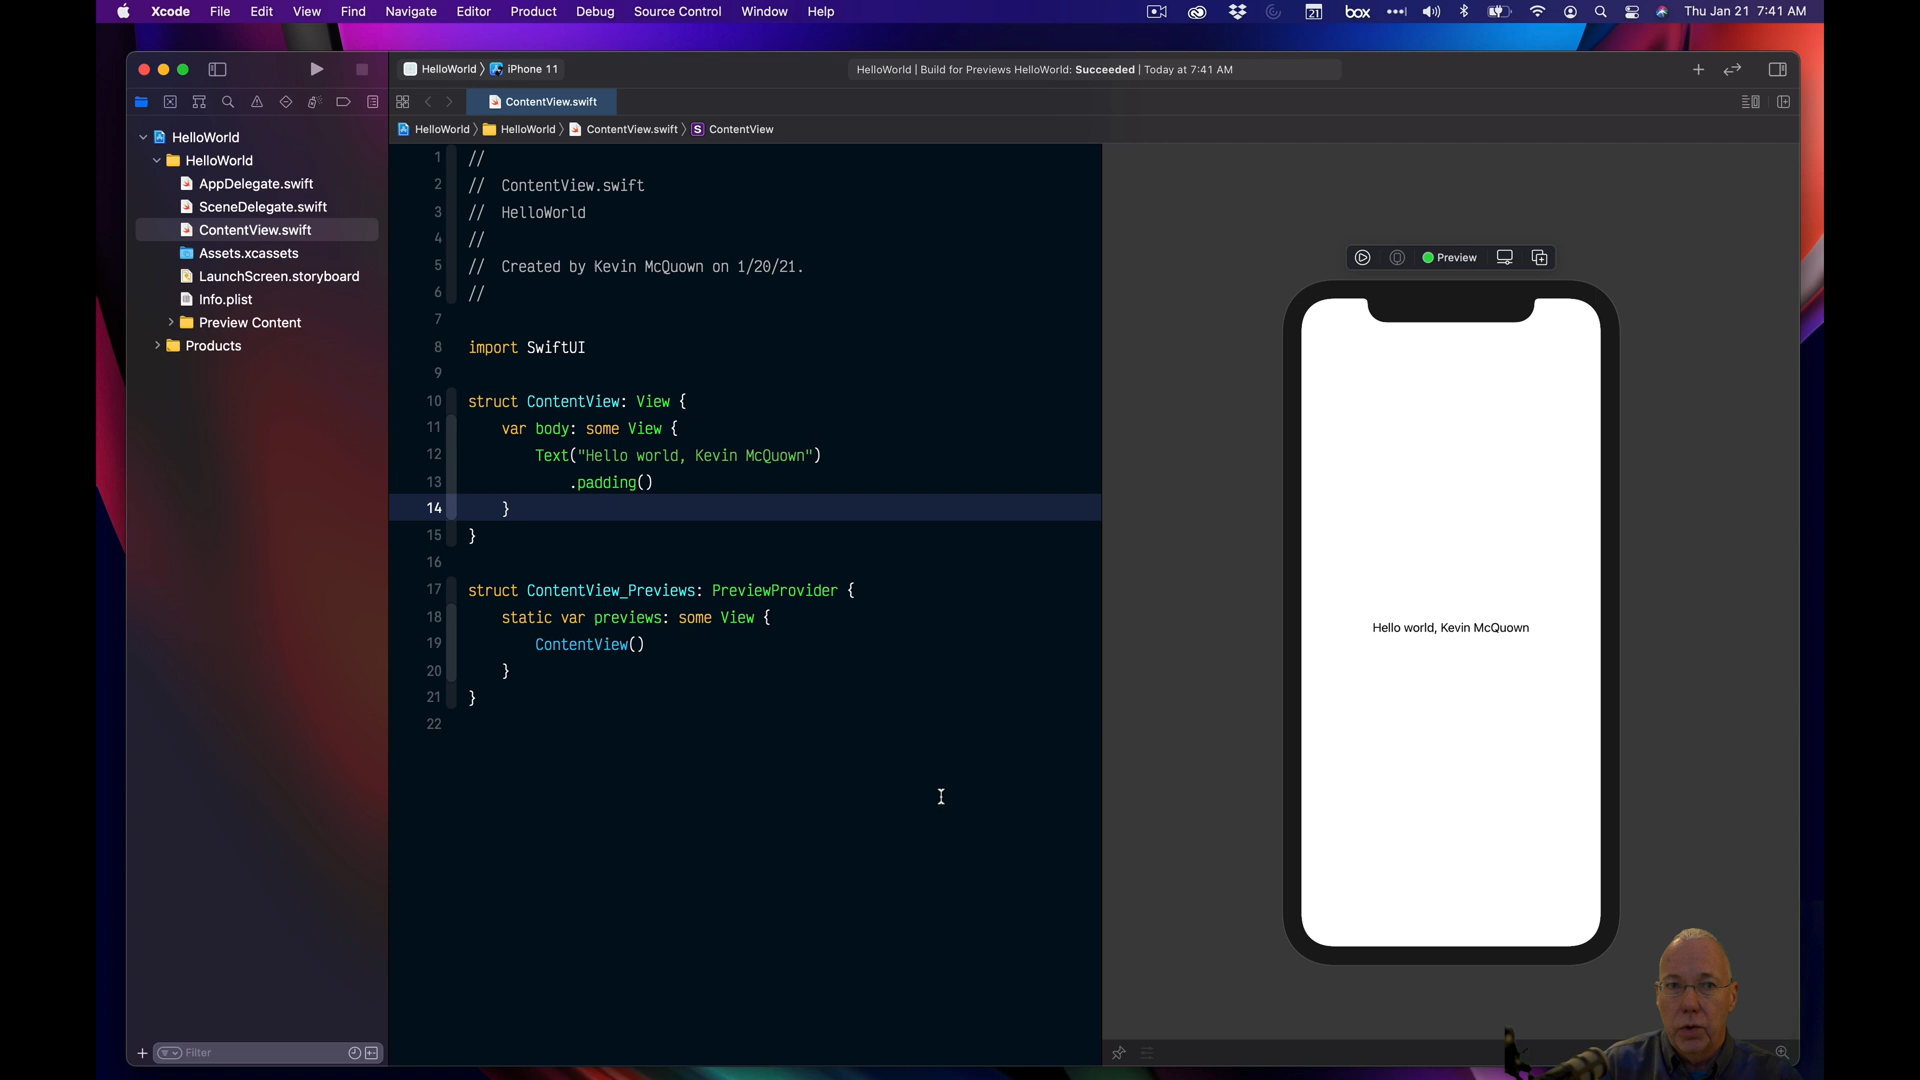 Xcode File Edit View Find Navigate Editor Product Debug Source Control Window Help 21 box Thu Jan 21 7:41 AM
HelloWorld iPhone 11 HelloWorld | Build for Previews HelloWorld: Succeeded | Today at 7:41 AM
ContentView.swift
HelloWorld HelloWorld ContentView.swift S ContentView
HelloWorld
HelloWorld
AppDelegate.swift
SceneDelegate.swift
ContentView.swift
Assets.xcassets
LaunchScreen.storyboard
Info.plist
Preview Content
Products
Filter
1 //
2 // ContentView.swift
3 // HelloWorld
4 //
5 // Created by Kevin McQuown on 1/20/21.
6 //
7
8 import SwiftUI
9
10 struct ContentView: View {
11 var body: some View {
12 Text("Hello world, Kevin McQuown")
13 .padding()
14 }
15 }
16
17 struct ContentView_Previews: PreviewProvider {
18 static var previews: some View {
19 ContentView()
20 }
21 }
22
Preview
Hello world, Kevin McQuown